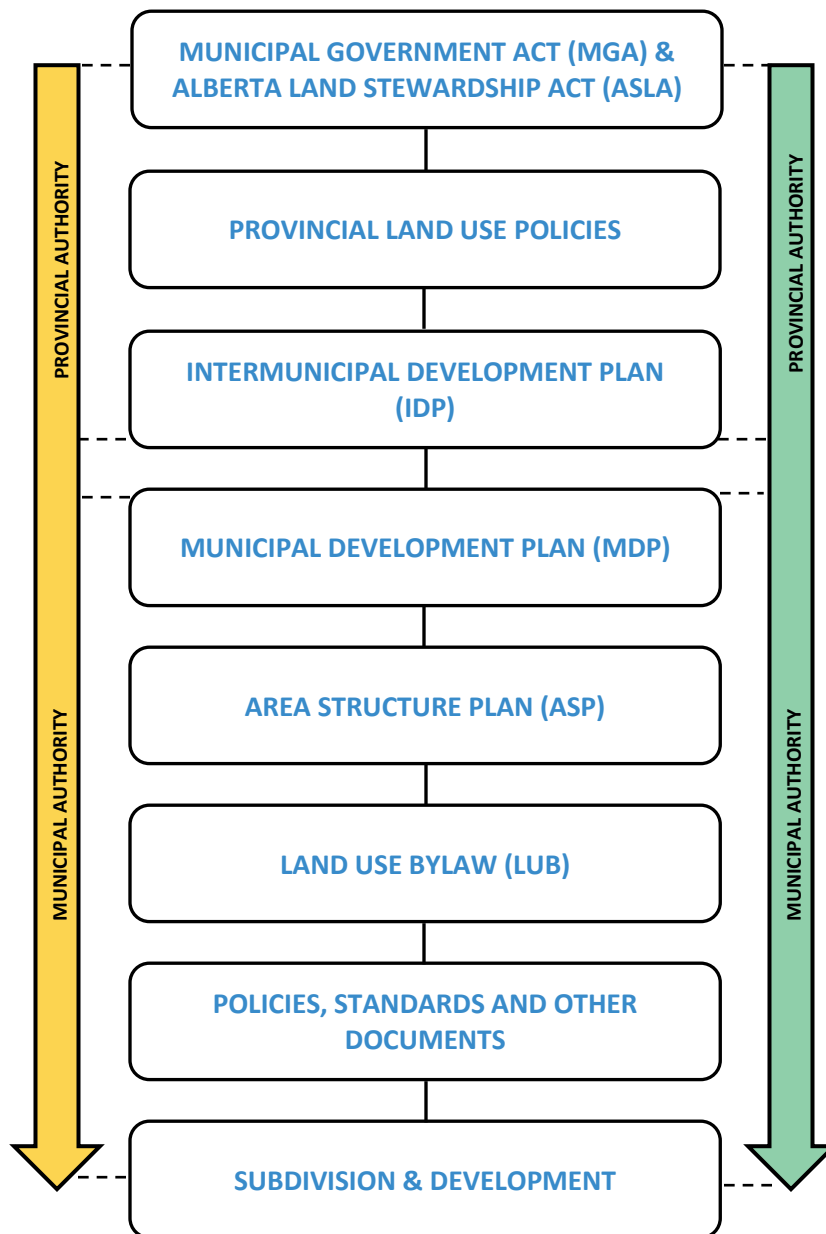 MUNICIPAL GOVERNMENT ACT (MGA) &
ALBERTA LAND STEWARDSHIP ACT (ASLA)
PROVINCIAL LAND USE POLICIES
PROVINCIAL AUTHORITY
PROVINCIAL AUTHORITY
INTERMUNICIPAL DEVELOPMENT PLAN
(IDP)
MUNICIPAL DEVELOPMENT PLAN (MDP)
AREA STRUCTURE PLAN (ASP)
MUNICIPAL AUTHORITY
MUNICIPAL AUTHORITY
LAND USE BYLAW (LUB)
POLICIES, STANDARDS AND OTHER
DOCUMENTS
SUBDIVISION & DEVELOPMENT